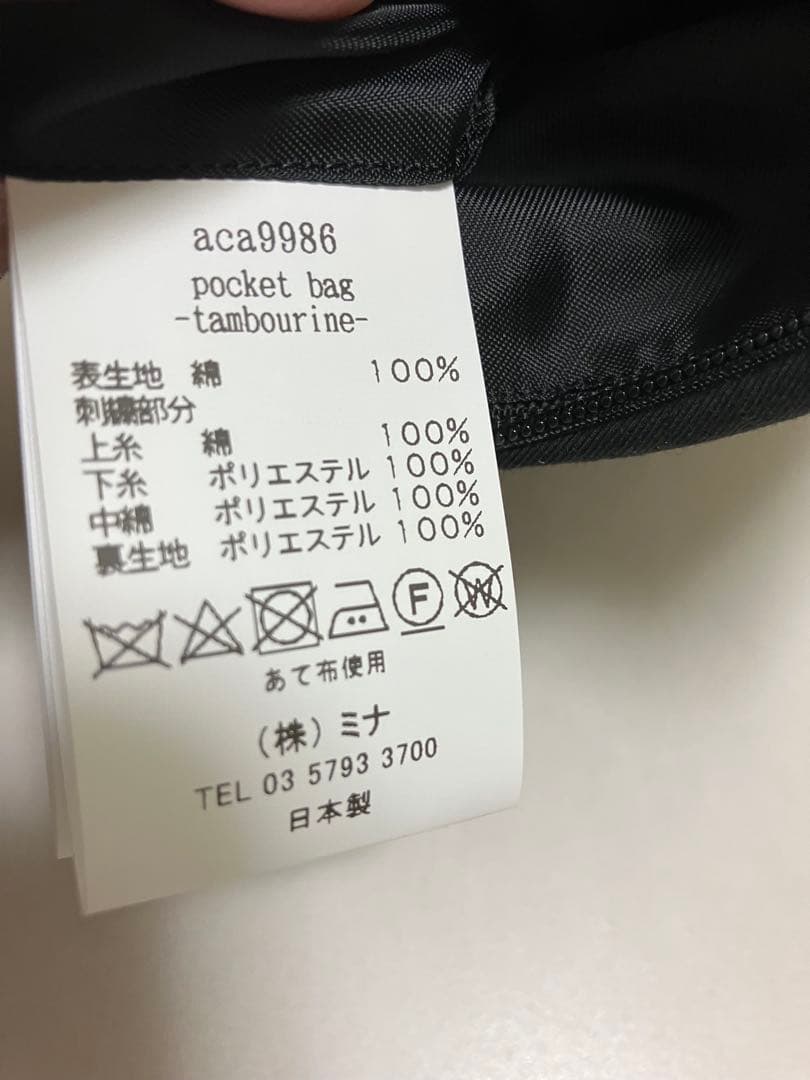 aca9986
pocket bag
-tambourine-
表生地 綿 100%
刺繍部分
上糸 綿 100%
下糸 ポリエステル 100%
中綿 ポリエステル 100%
裏生地 ポリエステル 100%
F W
あて布使用
(株)ミナ
TEL 03 5793 3700
日本製